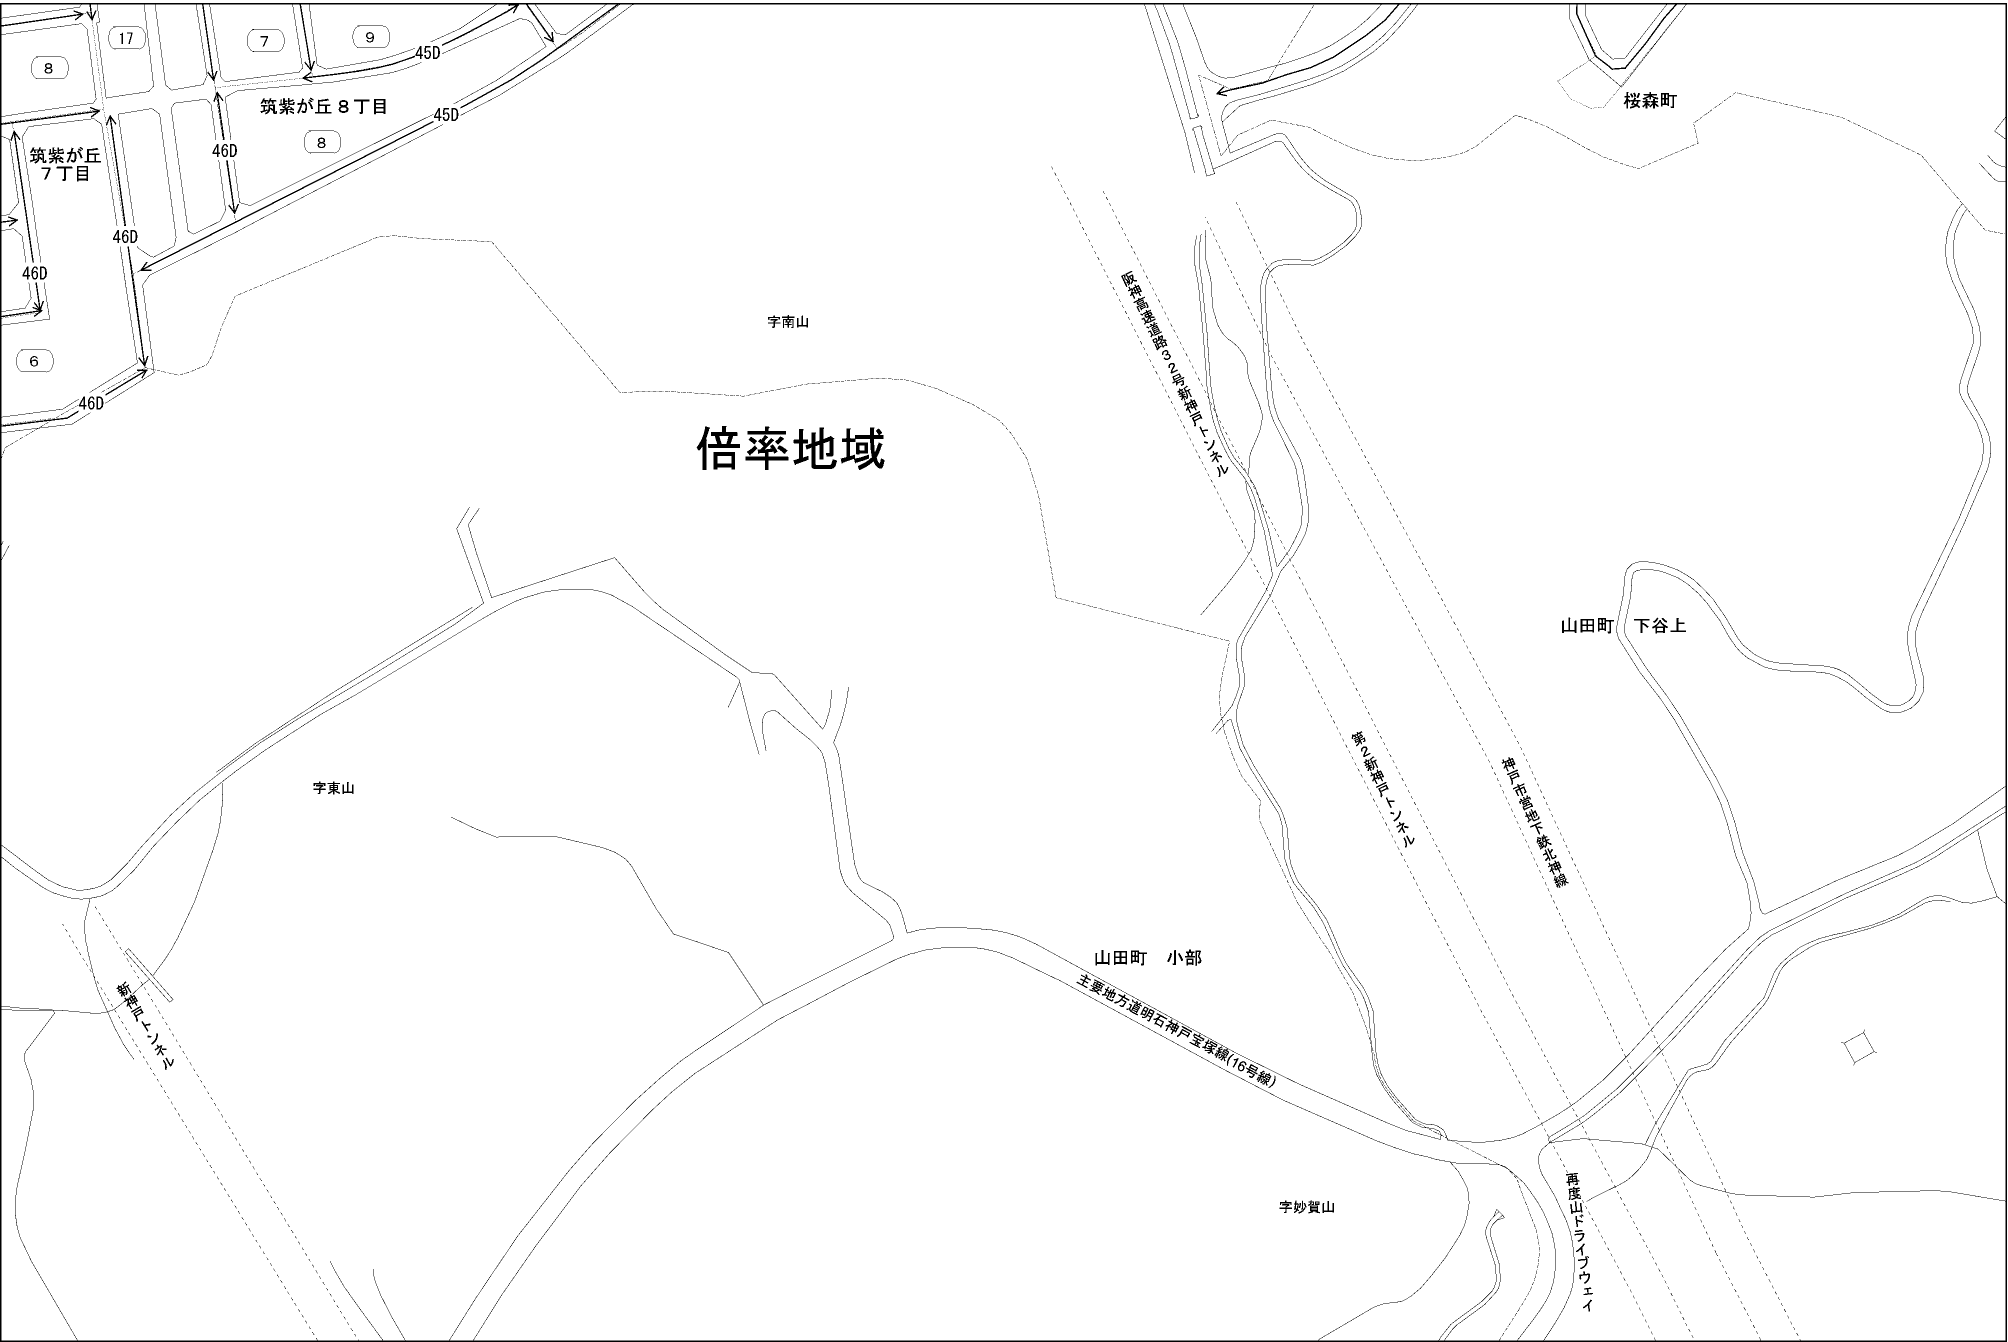 17
7
9
45D
8
筑紫が丘８丁目
45D
8
46D
筑紫が丘
７丁目
46D
46D
6
46D
桜森町
字南山
阪神高速道路３２号新神戸トンネル
倍率地域
山田町　下谷上
第２新神戸トンネル
神戸市営地下鉄北神線
字東山
山田町　小部
主要地方道明石神戸宝塚線(16号線)
新神戸トンネル
字妙賀山
再度山ドライブウェイ